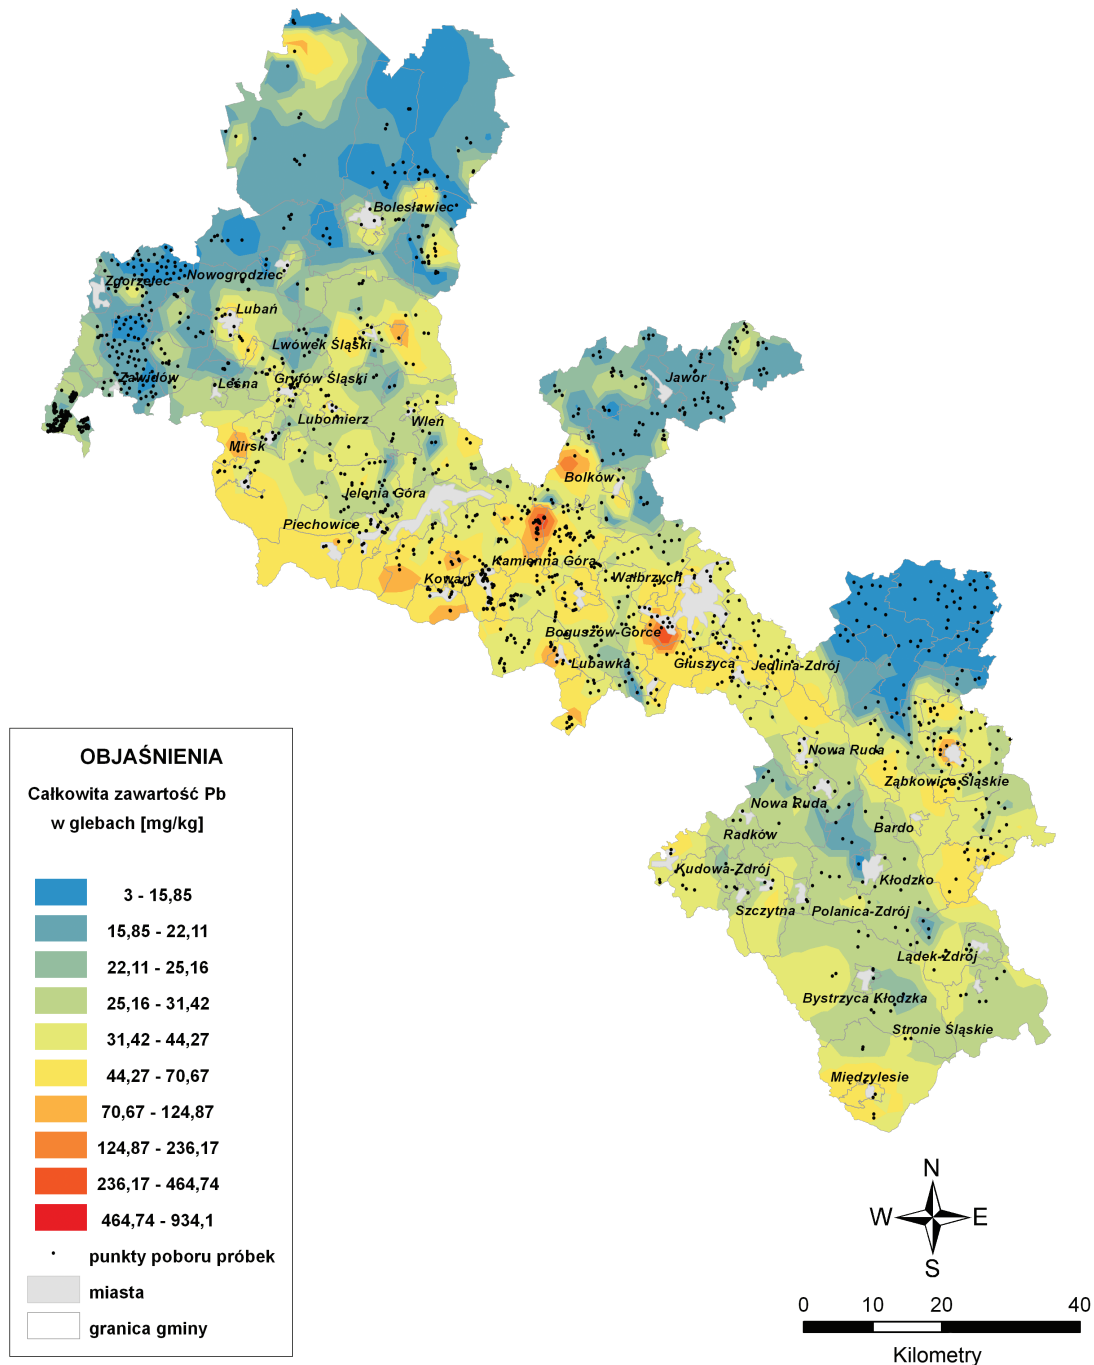 Bolesławiec
Zgorzelec
Nowogrodziec
Lubań
Lwówek Śląski
Jawor
Zawidów
Leśna
Gryfów Śląski
Lubomierz
Wleń
Mirsk
Bolków
Jelenia Góra
Piechowice
Kamienna Góra
Kowary
Wałbrzych
Boguszów-Gorce
Lubawka
Głuszyca
Jedlina-Zdrój
Nowa Ruda
Ząbkowice Śląskie
Nowa Ruda
Radków
Bardo
Kudowa-Zdrój
Kłodzko
Szczytna
Polanica-Zdrój
Lądek-Zdrój
Bystrzyca Kłodzka
Stronie Śląskie
Międzylesie
OBJAŚNIENIA
Całkowita zawartość Pb
w glebach [mg/kg]
3 - 15,85
15,85 - 22,11
22,11 - 25,16
25,16 - 31,42
31,42 - 44,27
44,27 - 70,67
70,67 - 124,87
124,87 - 236,17
236,17 - 464,74
464,74 - 934,1
punkty poboru próbek
miasta
granica gminy
N
W E
S
0 10 20 40
Kilometry